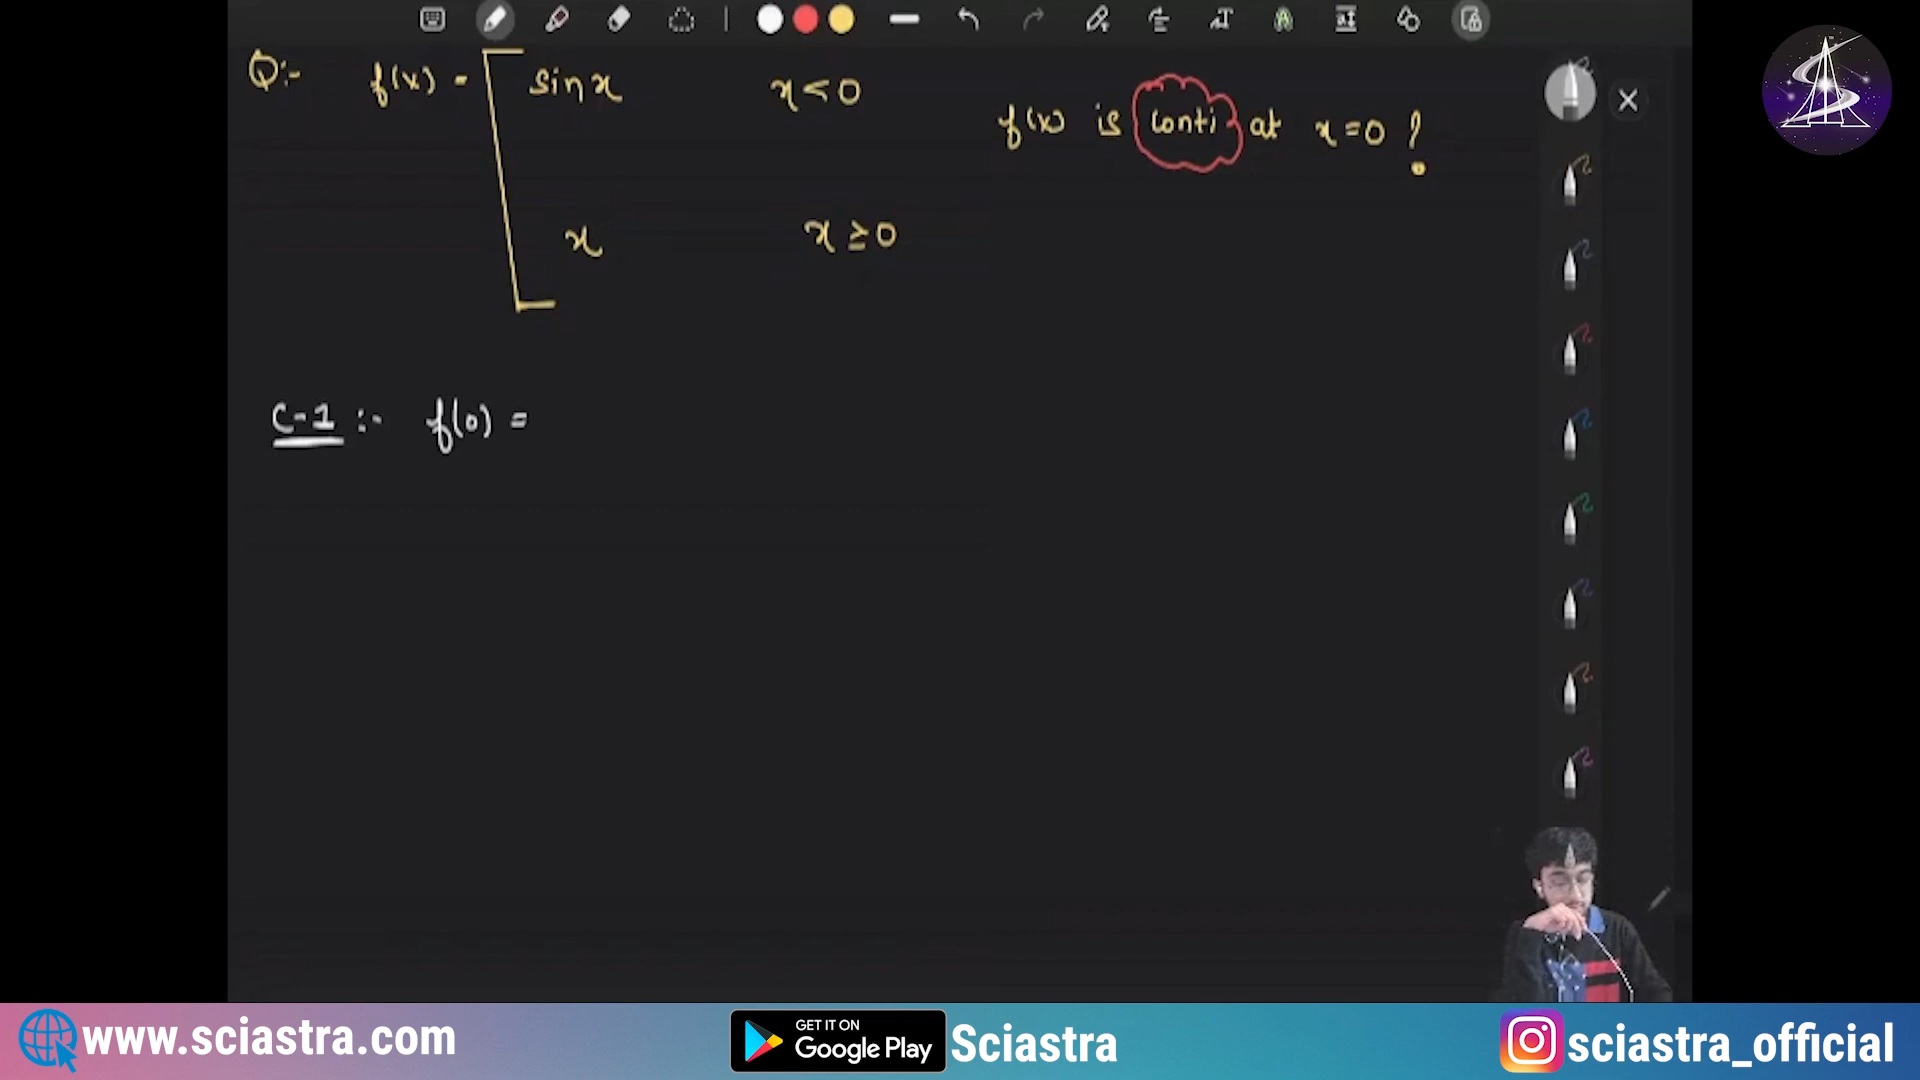 Q:- f(x) = sin x x < 0
f(x) is conti at x = 0 ?
x x ≥ 0
C-1 :- f(0) =
www.sciastra.com
GET IT ON
Google Play
Sciastra
sciastra_official